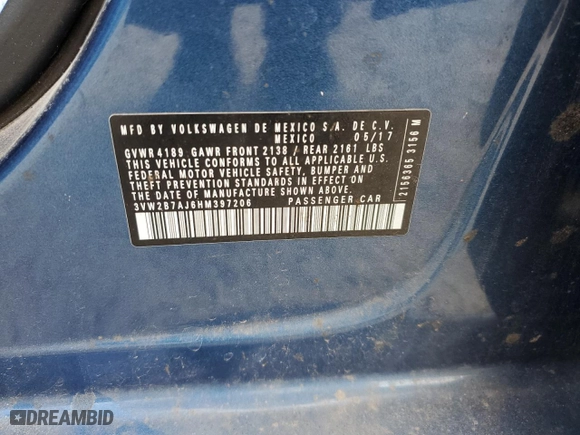 MFD BY VOLKSWAGEN DE MEXICO S.A. DE C.V.
MEXICO 05/17
GVWR 4189 GAWR FRONT 2138 / REAR 2161 LBS
THIS VEHICLE CONFORMS TO ALL APPLICABLE U.S.
FEDERAL MOTOR VEHICLE SAFETY, BUMPER AND
THEFT PREVENTION STANDARDS IN EFFECT ON
THE DATE OF MANUFACTURE SHOWN ABOVE.
3VW2B7AJ6HM397206 PASSENGER CAR
2156365 3156 M
DREAMBID